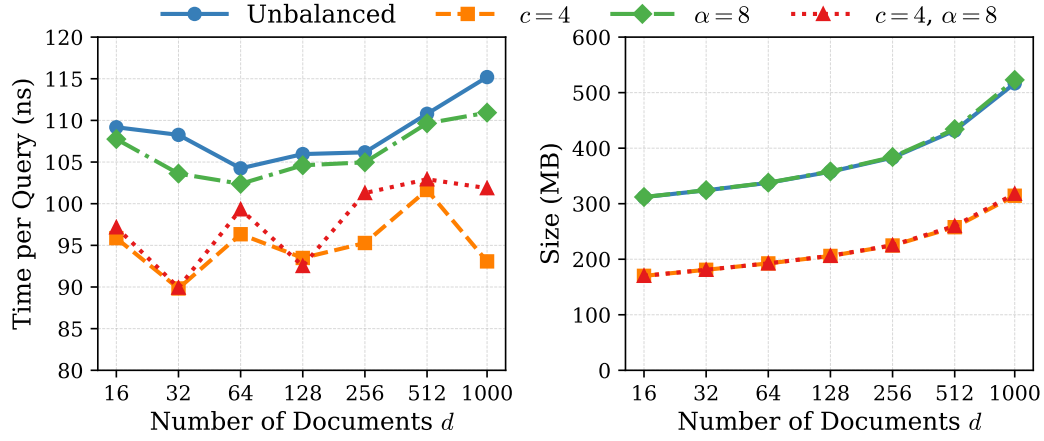 Unbalanced c = 4 α = 8 c = 4, α = 8
120
115
110
105
100
95
90
85
80
Time per Query (ns)
16 32 64 128 256 512 1000
Number of Documents d
600
500
400
300
200
100
0
Size (MB)
16 32 64 128 256 512 1000
Number of Documents d